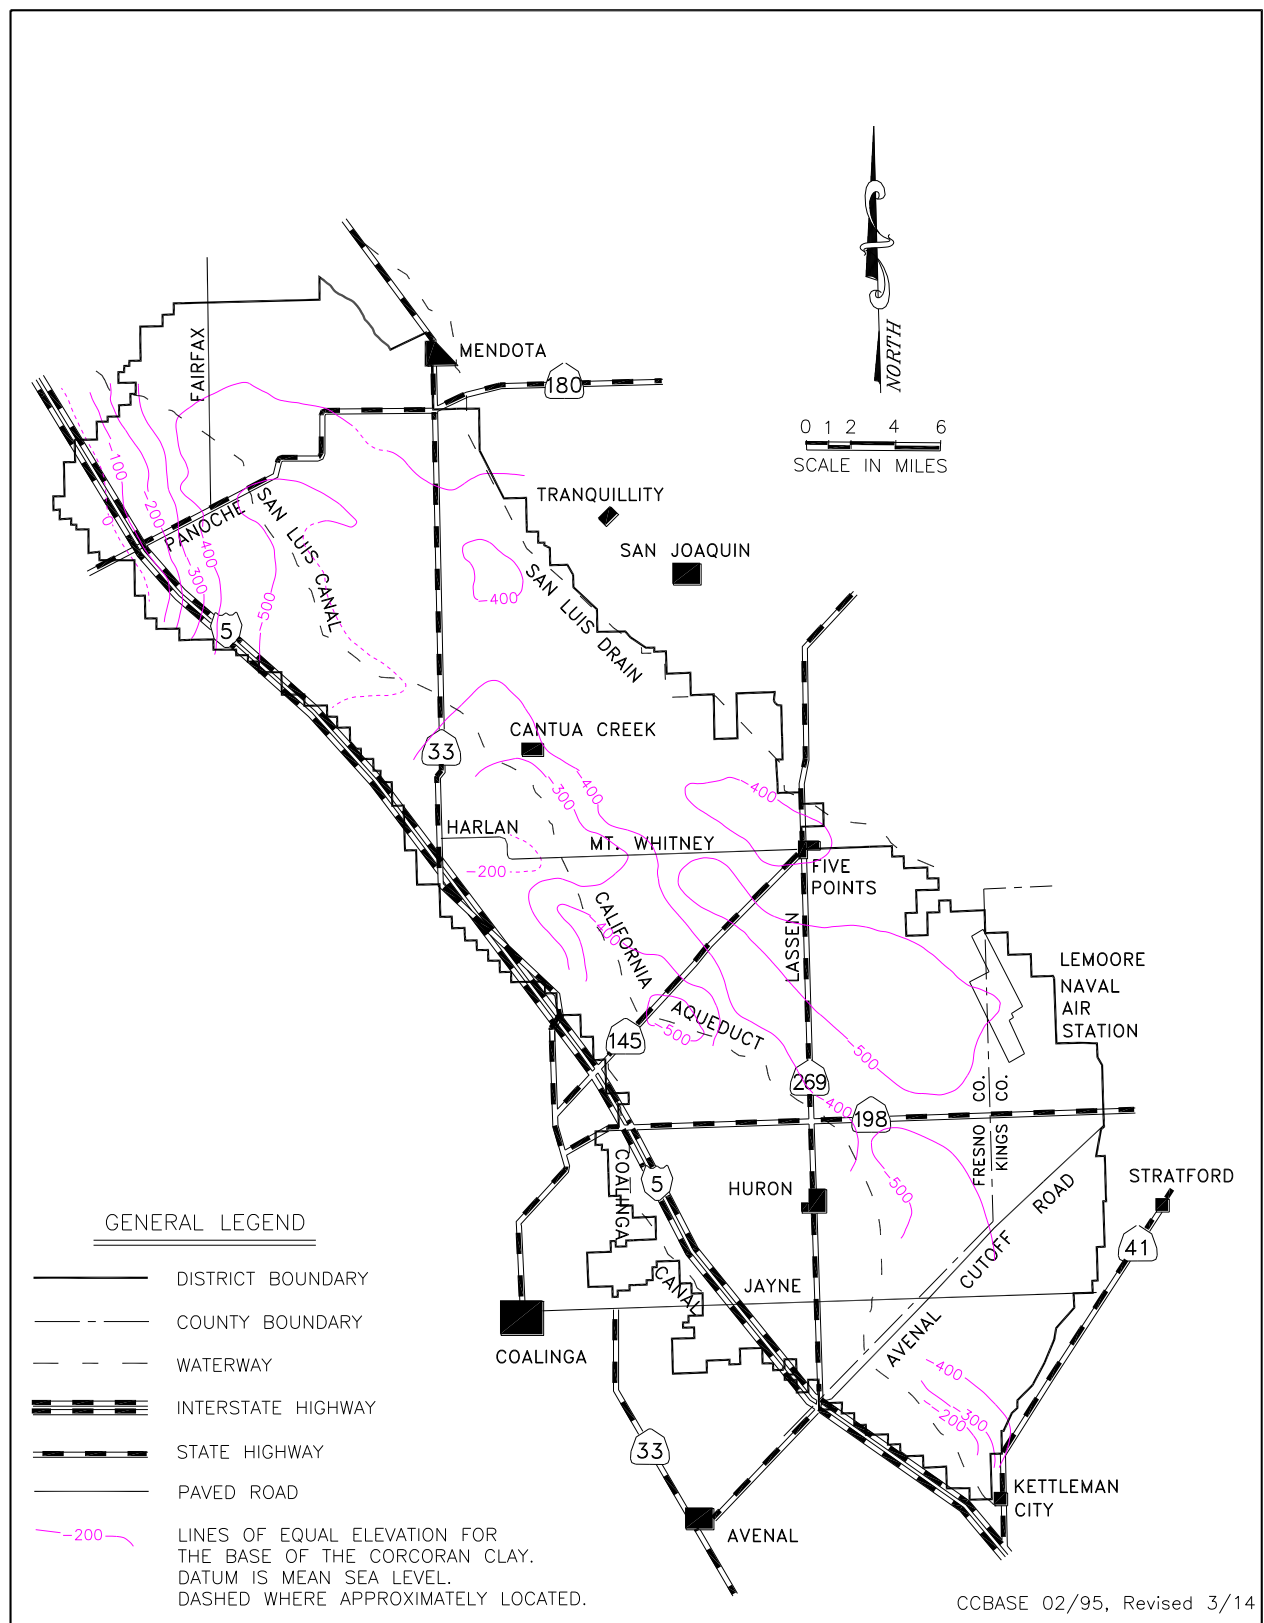 NORTH
0 1 2 4 6
SCALE IN MILES
FAIRFAX
MENDOTA
180
-100
0
-200
-300
-400
-500
PANOCHE
SAN LUIS CANAL
TRANQUILLITY
SAN JOAQUIN
-400
SAN LUIS DRAIN
5
33
CANTUA CREEK
-300
-400
-400
HARLAN
MT. WHITNEY
-200
FIVE
POINTS
CALIFORNIA
AQUEDUCT
-400
-500
LASSEN
LEMOORE
NAVAL
AIR
STATION
145
-500
269
-400
198
FRESNO CO.
KINGS CO.
COALINGA
CANAL
5
HURON
-500
STRATFORD
41
AVENAL
CUTOFF
ROAD
JAYNE
COALINGA
-400
-300
-200
33
KETTLEMAN
CITY
AVENAL
GENERAL LEGEND
DISTRICT BOUNDARY
COUNTY BOUNDARY
WATERWAY
INTERSTATE HIGHWAY
STATE HIGHWAY
PAVED ROAD
-200
LINES OF EQUAL ELEVATION FOR
THE BASE OF THE CORCORAN CLAY.
DATUM IS MEAN SEA LEVEL.
DASHED WHERE APPROXIMATELY LOCATED.
CCBASE 02/95, Revised 3/14